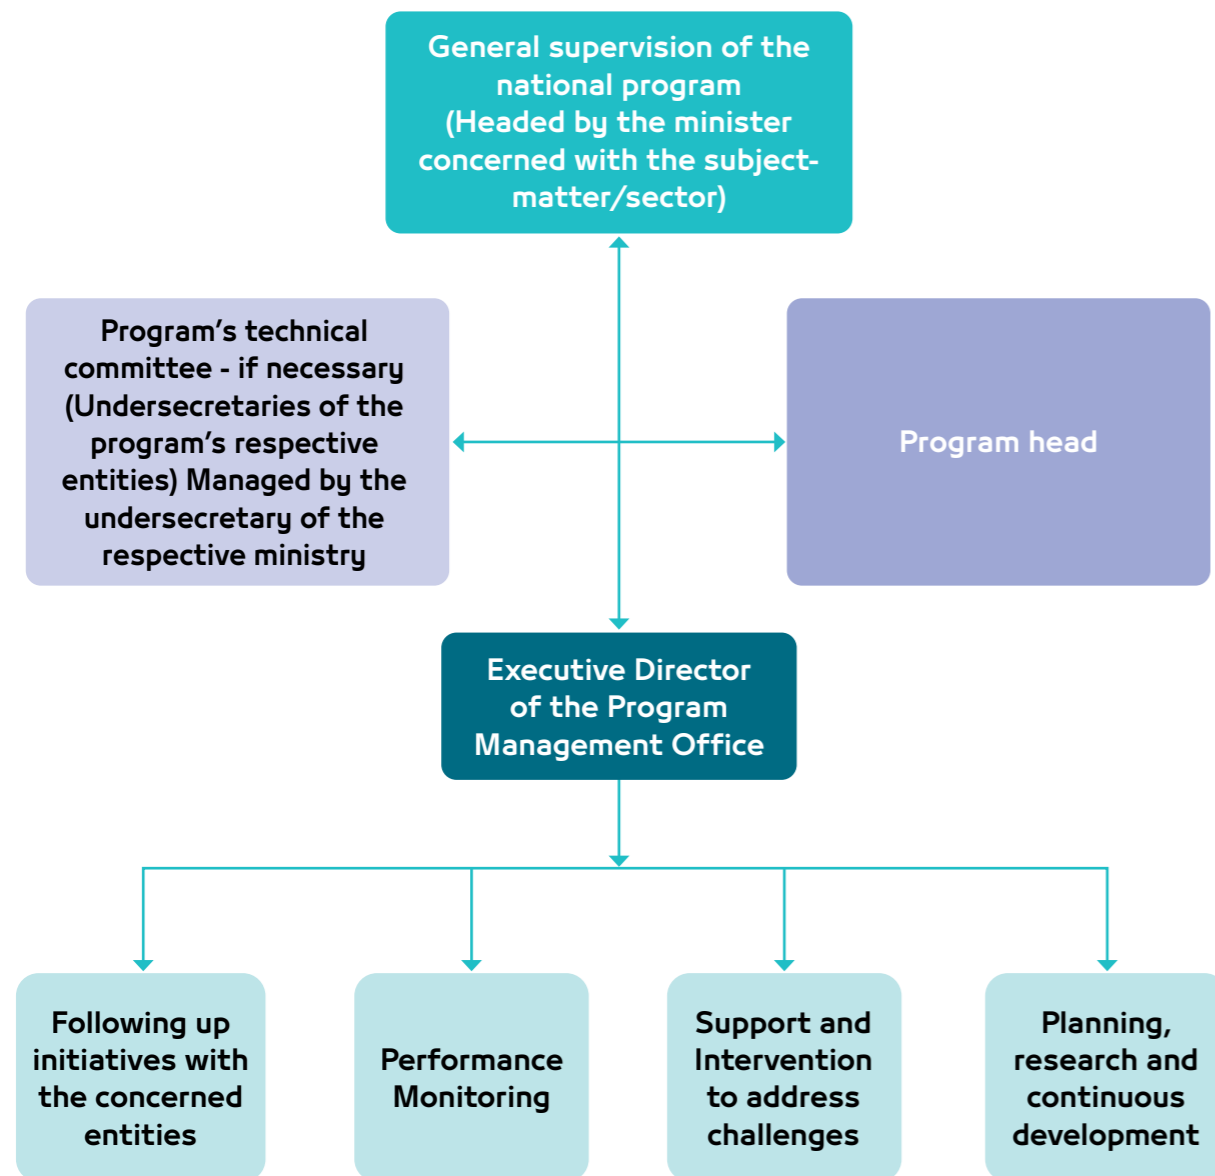 General supervision of the
national program
(Headed by the minister
concerned with the subject-
matter/sector)
Program's technical
committee - if necessary
(Undersecretaries of the
program's respective
entities) Managed by the
undersecretary of the
respective ministry
Program head
Executive Director
of the Program
Management Office
Following up
initiatives with
the concerned
entities
Performance
Monitoring
Support and
Intervention
to address
challenges
Planning,
research and
continuous
development